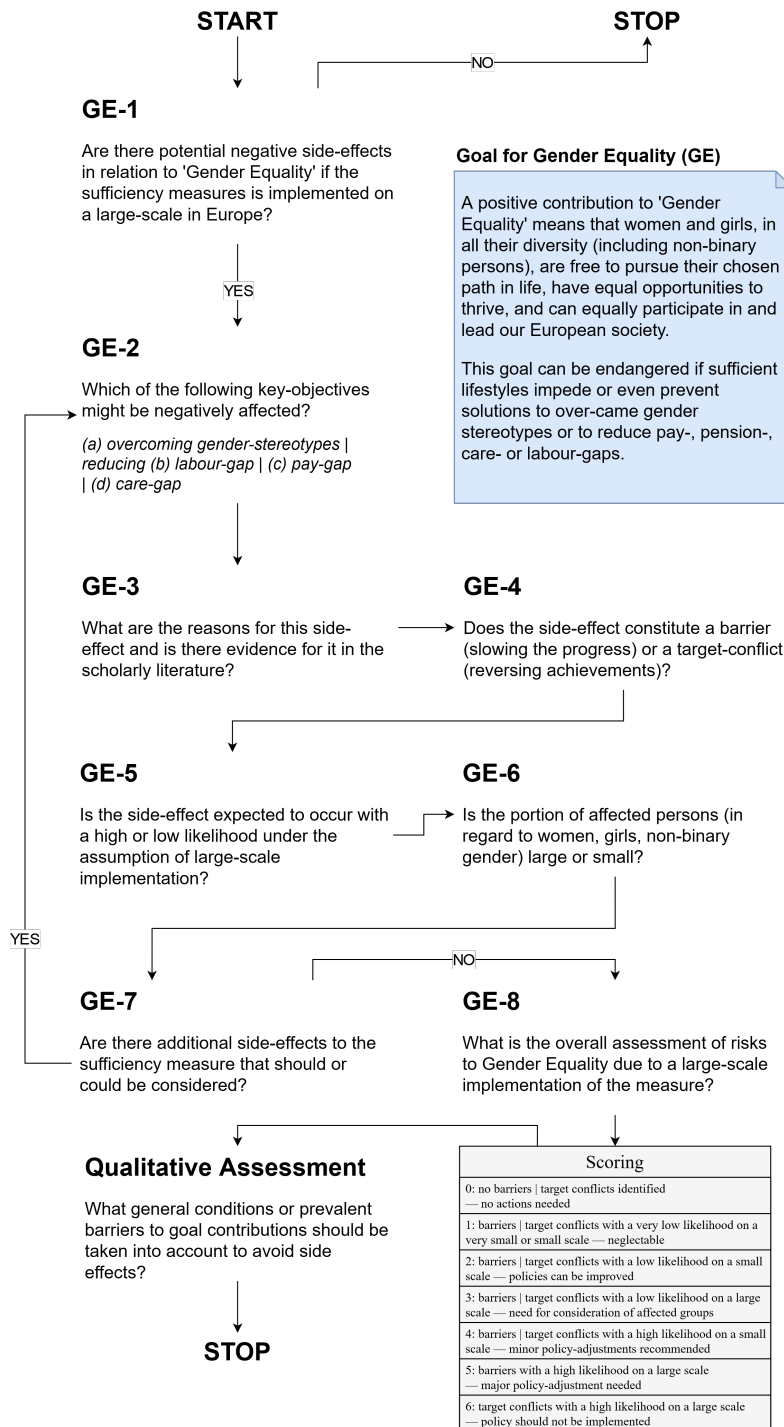 START
STOP
NO
GE-1
Are there potential negative side-effects
in relation to 'Gender Equality' if the
sufficiency measures is implemented on
a large-scale in Europe?
Goal for Gender Equality (GE)
A positive contribution to 'Gender
Equality' means that women and girls, in
all their diversity (including non-binary
persons), are free to pursue their chosen
path in life, have equal opportunities to
thrive, and can equally participate in and
lead our European society.
This goal can be endangered if sufficient
lifestyles impede or even prevent
solutions to over-came gender
stereotypes or to reduce pay-, pension-,
care- or labour-gaps.
YES
GE-2
Which of the following key-objectives
might be negatively affected?
(a) overcoming gender-stereotypes |
reducing (b) labour-gap | (c) pay-gap
| (d) care-gap
GE-3
What are the reasons for this side-
effect and is there evidence for it in the
scholarly literature?
GE-4
Does the side-effect constitute a barrier
(slowing the progress) or a target-conflict
(reversing achievements)?
GE-5
Is the side-effect expected to occur with
a high or low likelihood under the
assumption of large-scale
implementation?
GE-6
Is the portion of affected persons (in
regard to women, girls, non-binary
gender) large or small?
YES
NO
GE-7
Are there additional side-effects to the
sufficiency measure that should or
could be considered?
GE-8
What is the overall assessment of risks
to Gender Equality due to a large-scale
implementation of the measure?
Qualitative Assessment
What general conditions or prevalent
barriers to goal contributions should be
taken into account to avoid side
effects?
STOP
Scoring
0: no barriers | target conflicts identified
— no actions needed
1: barriers | target conflicts with a very low likelihood on a
very small or small scale — neglectable
2: barriers | target conflicts with a low likelihood on a small
scale — policies can be improved
3: barriers | target conflicts with a low likelihood on a large
scale — need for consideration of affected groups
4: barriers | target conflicts with a high likelihood on a small
scale — minor policy-adjustments recommended
5: barriers with a high likelihood on a large scale
— major policy-adjustment needed
6: target conflicts with a high likelihood on a large scale
— policy should not be implemented